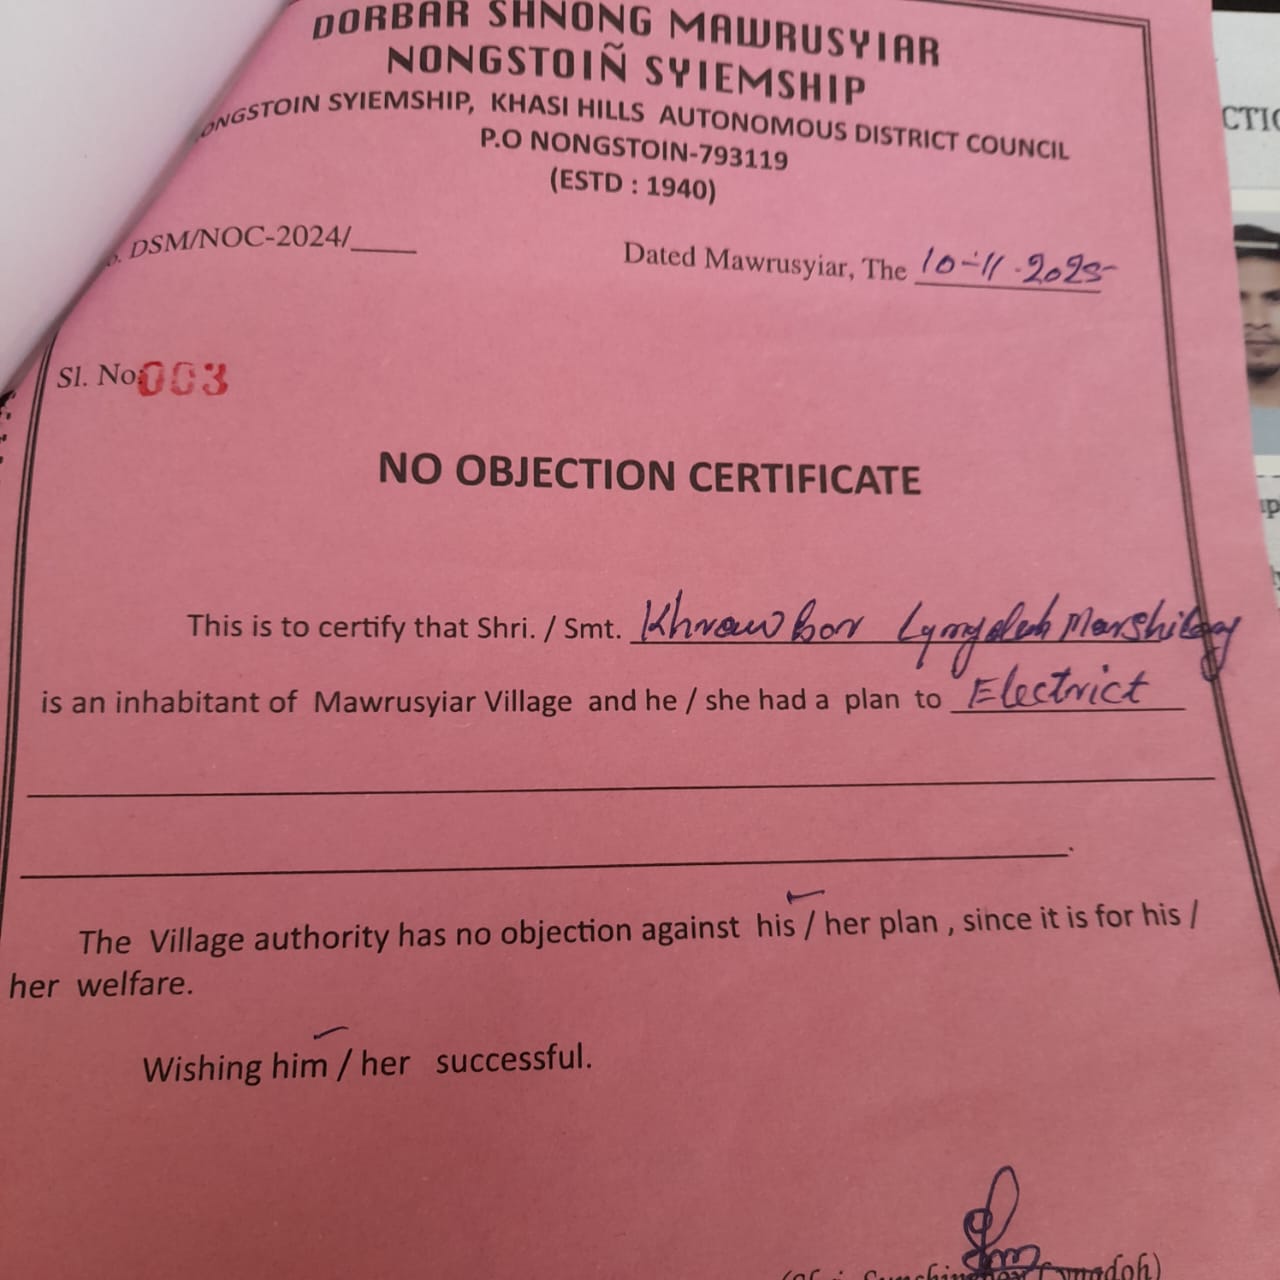 DORBAR SHNONG MAWRUSYIAR
NONGSTOIÑ SYIEMSHIP
ONGSTOIN SYIEMSHIP, KHASI HILLS AUTONOMOUS DISTRICT COUNCIL
P.O NONGSTOIN-793119
(ESTD : 1940)
o. DSM/NOC-2024/____
Dated Mawrusyiar, The 10-11-2025
Sl. No: 003
NO OBJECTION CERTIFICATE
This is to certify that Shri. / Smt. Khrawbor Lyngdoh Marshilong
is an inhabitant of Mawrusyiar Village and he / she had a plan to Electrict
The Village authority has no objection against his / her plan , since it is for his /
her welfare.
Wishing him / her successful.
CTIO